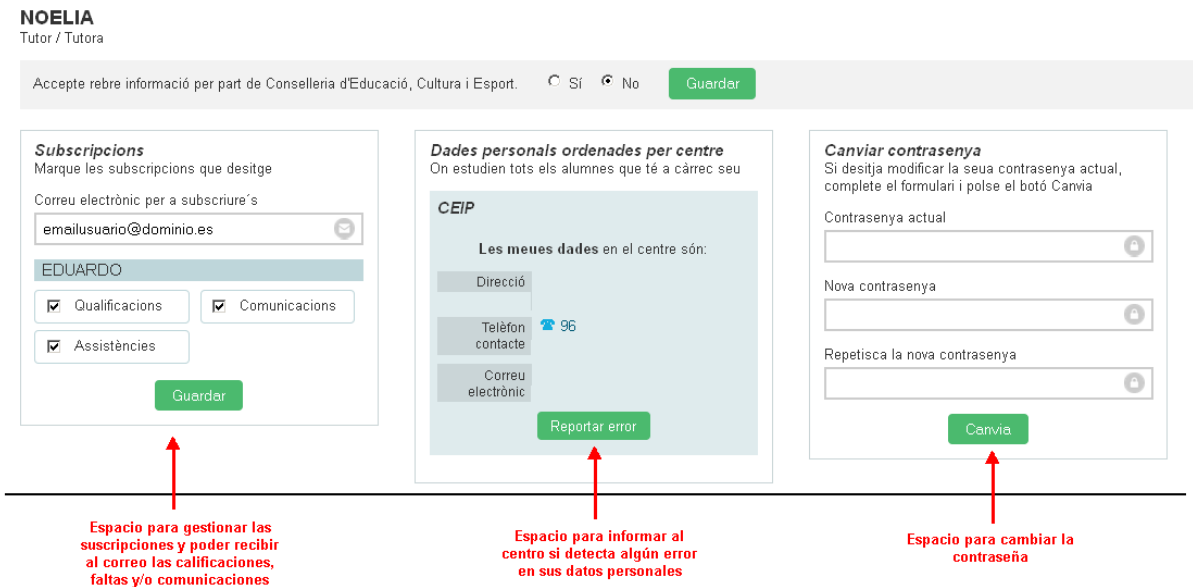 NOELIA
Tutor / Tutora
Accepte rebre informació per part de Conselleria d'Educació, Cultura i Esport. Sí No Guardar
Subscripcions
Marque les subscripcions que desitge
Correu electrònic per a subscriure´s
emailusuario@dominio.es
EDUARDO
Qualificacions Comunicacions
Assistències
Guardar
Dades personals ordenades per centre
On estudien tots els alumnes que té a càrrec seu
CEIP
Les meues dades en el centre són:
Direcció
Telèfon 96
contacte
Correu
electrònic
Reportar error
Canviar contrasenya
Si desitja modificar la seua contrasenya actual,
complete el formulari i polse el botó Canvia
Contrasenya actual
Nova contrasenya
Repetisca la nova contrasenya
Canvia
Espacio para gestionar las
suscripciones y poder recibir
al correo las calificaciones,
faltas y/o comunicaciones
Espacio para informar al
centro si detecta algún error
en sus datos personales
Espacio para cambiar la
contraseña